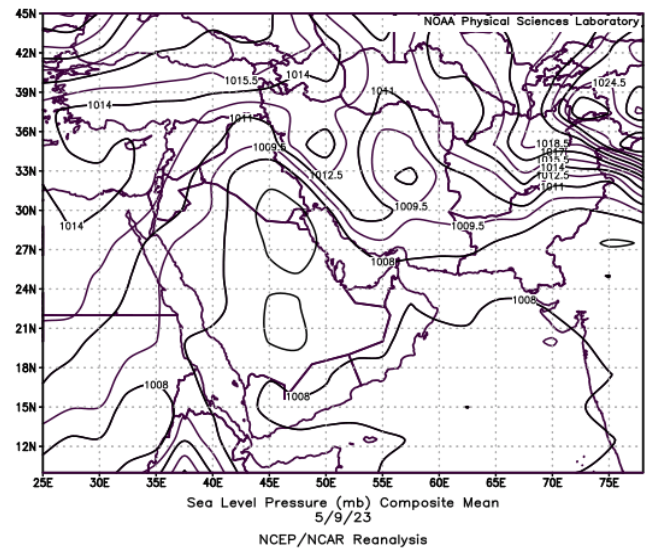 NOAA Physical Sciences Laboratory
45N
42N
1024.5
1015.5
1014
39N
1011
1014
36N
1011
1018.5
1017
1009.5
1015.5
33N
1012.5
1014
1012.5
1011
30N
1009.5
1009.5
1014
27N
1008
24N
1008
21N
18N
1008
1008
15N
12N
25E 30E 35E 40E 45E 50E 55E 60E 65E 70E 75E
Sea Level Pressure (mb) Composite Mean
5/9/23
NCEP/NCAR Reanalysis